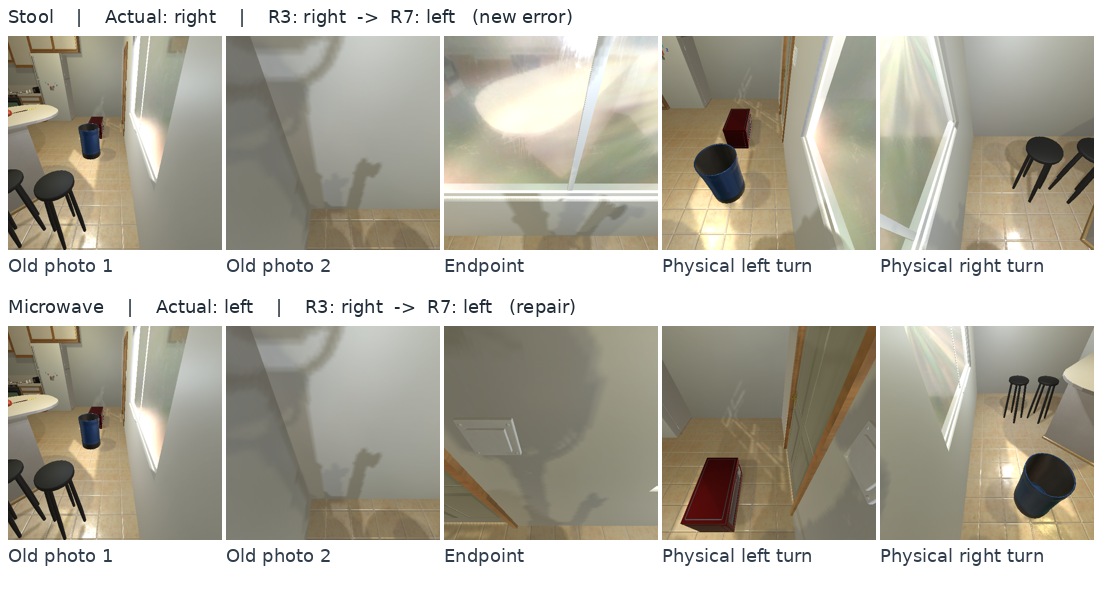 Stool | Actual: right | R3: right -> R7: left (new error)
Old photo 1
Old photo 2
Endpoint
Physical left turn
Physical right turn
Microwave | Actual: left | R3: right -> R7: left (repair)
Old photo 1
Old photo 2
Endpoint
Physical left turn
Physical right turn